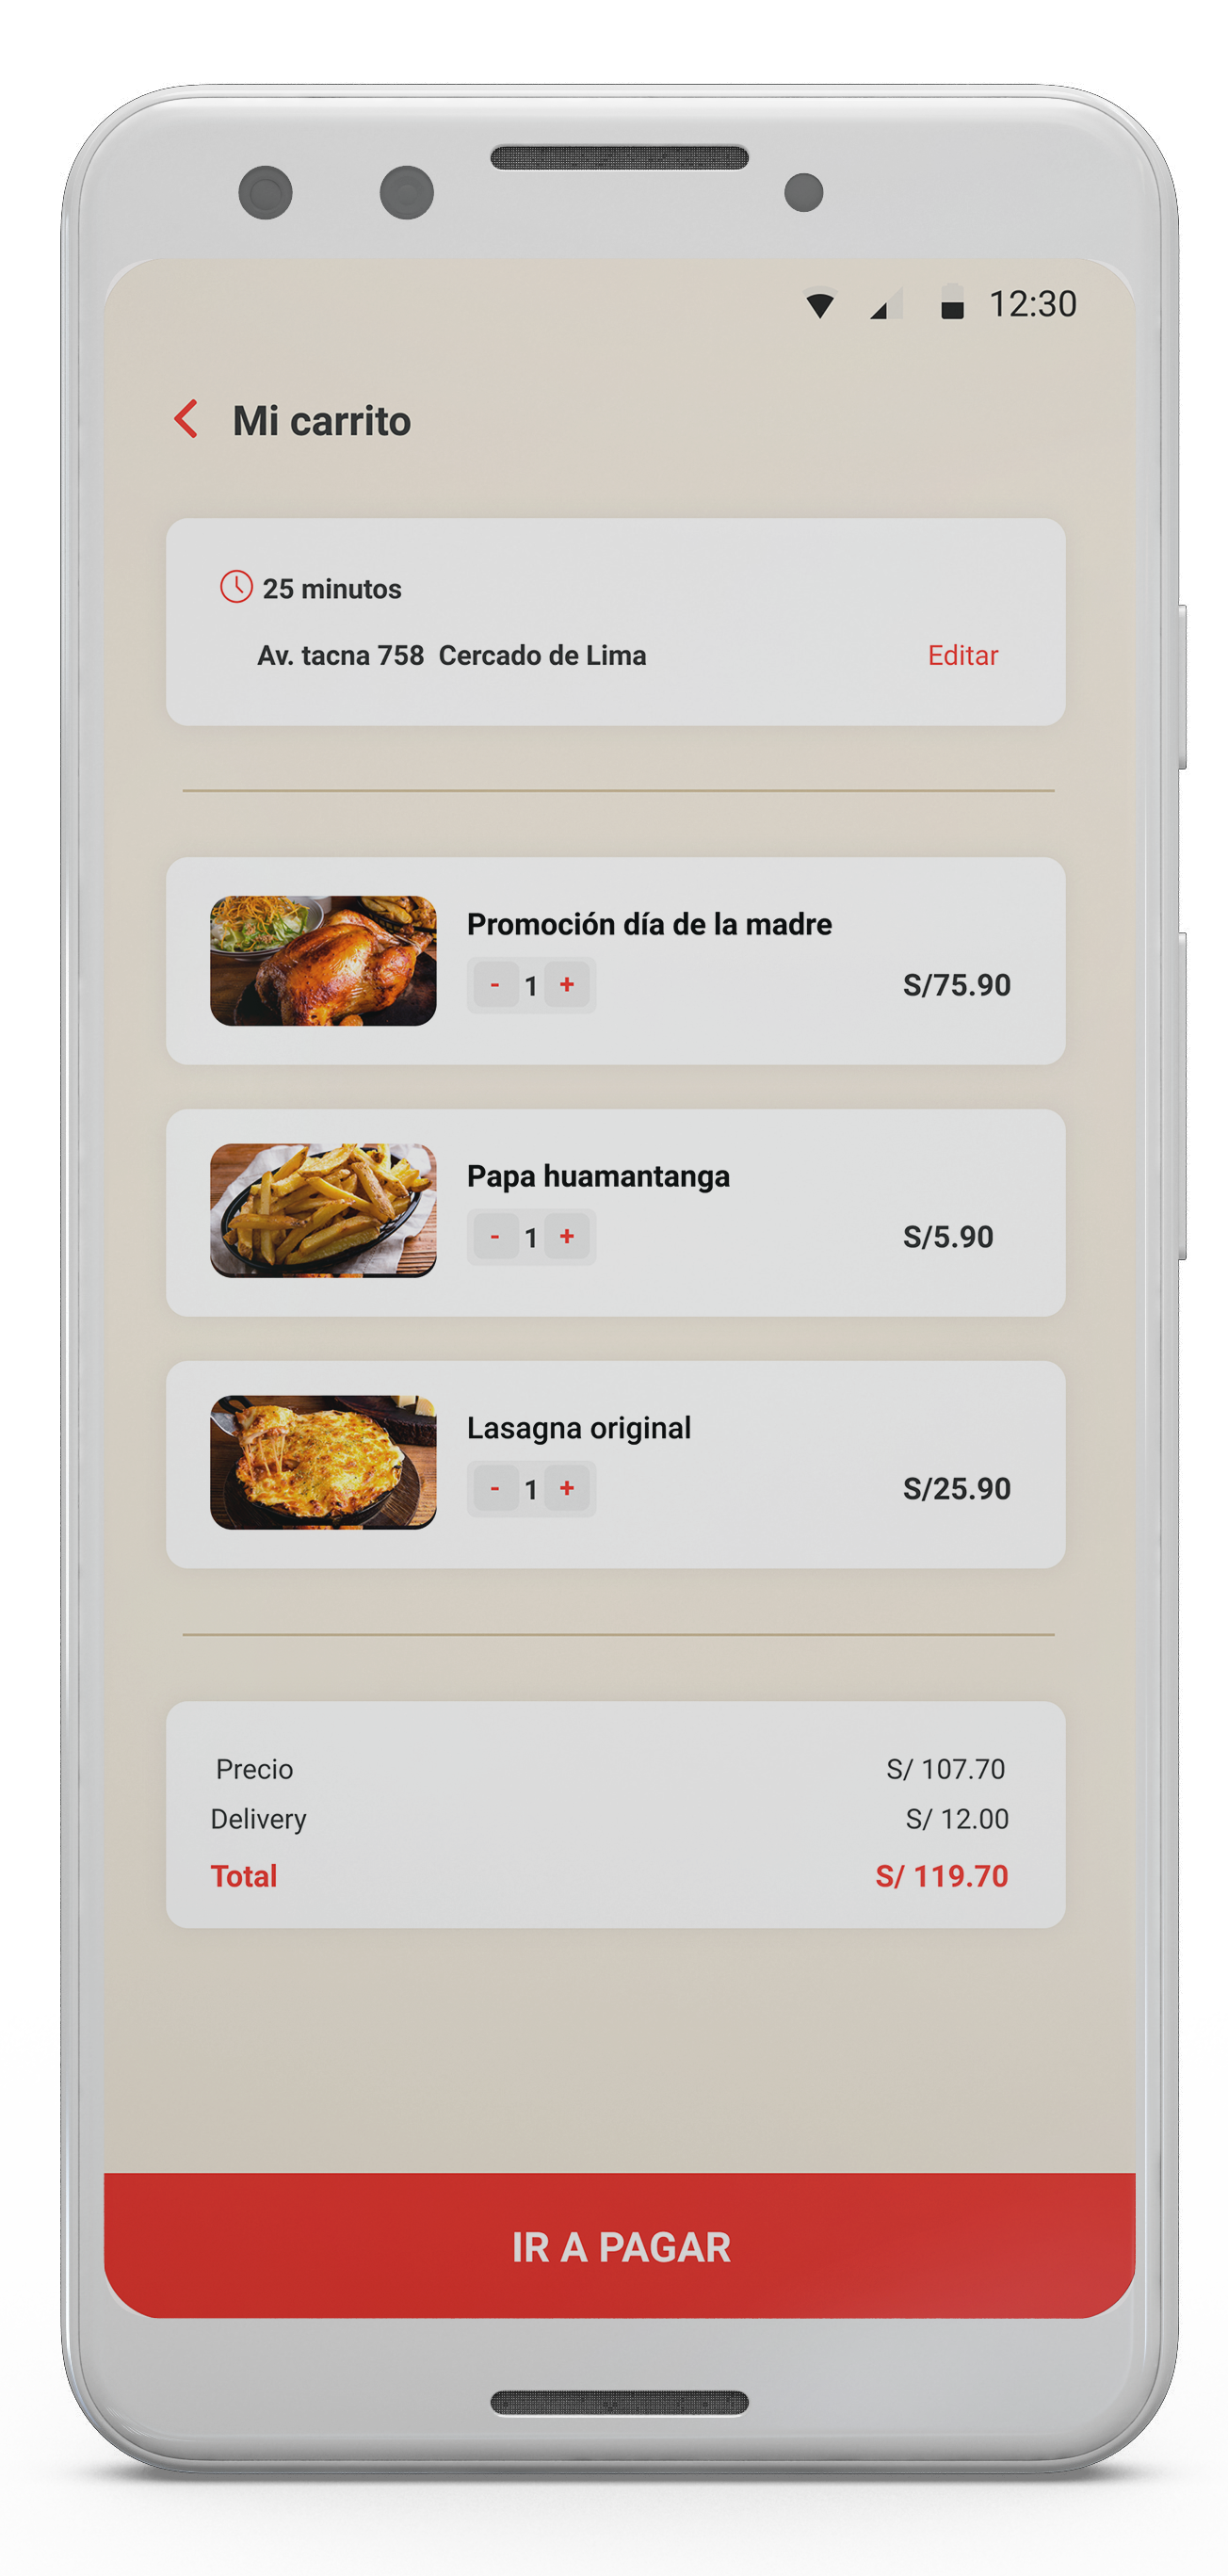 12:30
Mi carrito
25 minutos
Av. tacna 758 Cercado de Lima Editar
Promoción día de la madre
- 1 + S/75.90
Papa huamantanga
- 1 + S/5.90
Lasagna original
- 1 + S/25.90
Precio S/ 107.70
Delivery S/ 12.00
Total S/ 119.70
IR A PAGAR